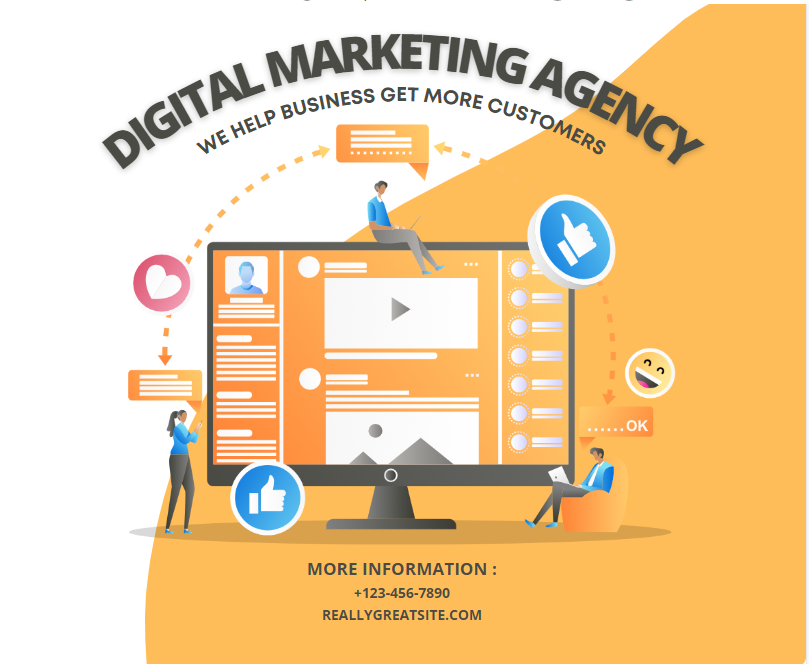 DIGITAL MARKETING AGENCY
WE HELP BUSINESS GET MORE CUSTOMERS
......OK
MORE INFORMATION :
+123-456-7890
REALLYGREATSITE.COM